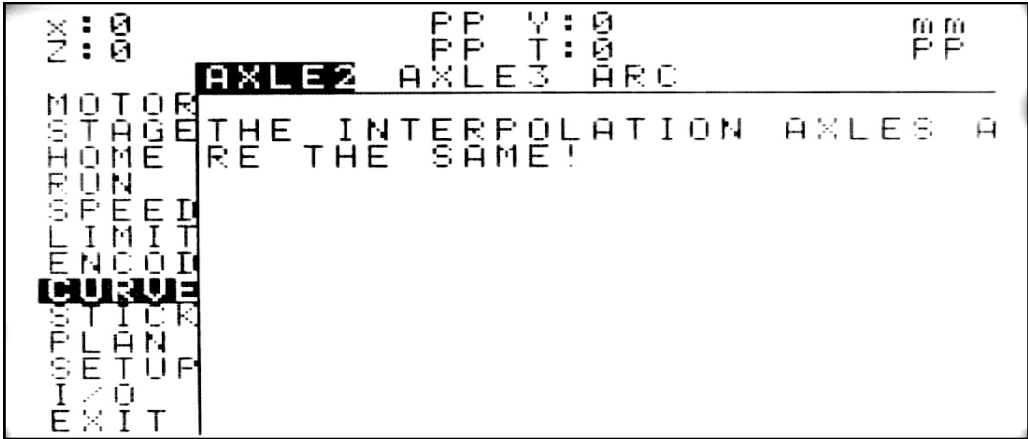 X:0 PP Y:0 mm
Z:0 PP T:0 PP
AXLE2 AXLE3 ARC
MOTOR
STAGE THE INTERPOLATION AXLES A
HOME RE THE SAME!
RUN
SPEED
LIMIT
ENCOD
CURVE
STICK
PLAN
SETUP
I/O
EXIT